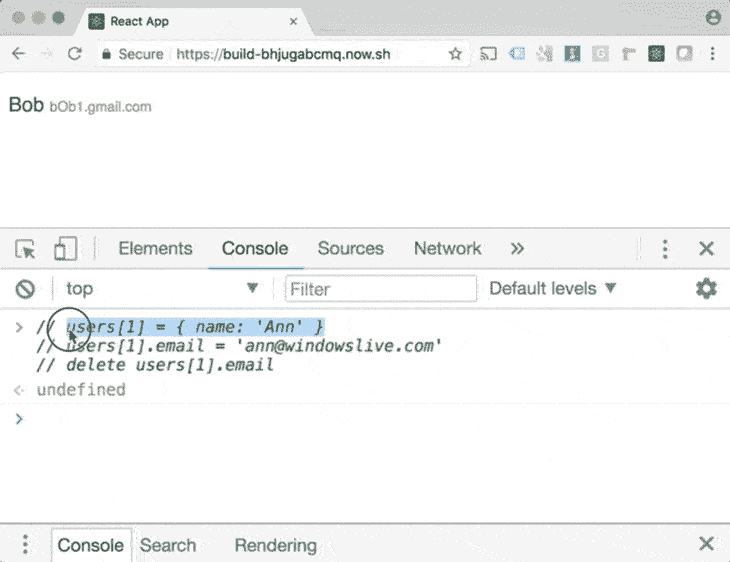 React App
Secure https://build-bhjugabcmq.now.sh
Bob bOb1.gmail.com
Elements Console Sources Network »
top Filter Default levels
// users[1] = { name: 'Ann' }
// users[1].email = 'ann@windowslive.com'
// delete users[1].email
undefined
Console Search Rendering